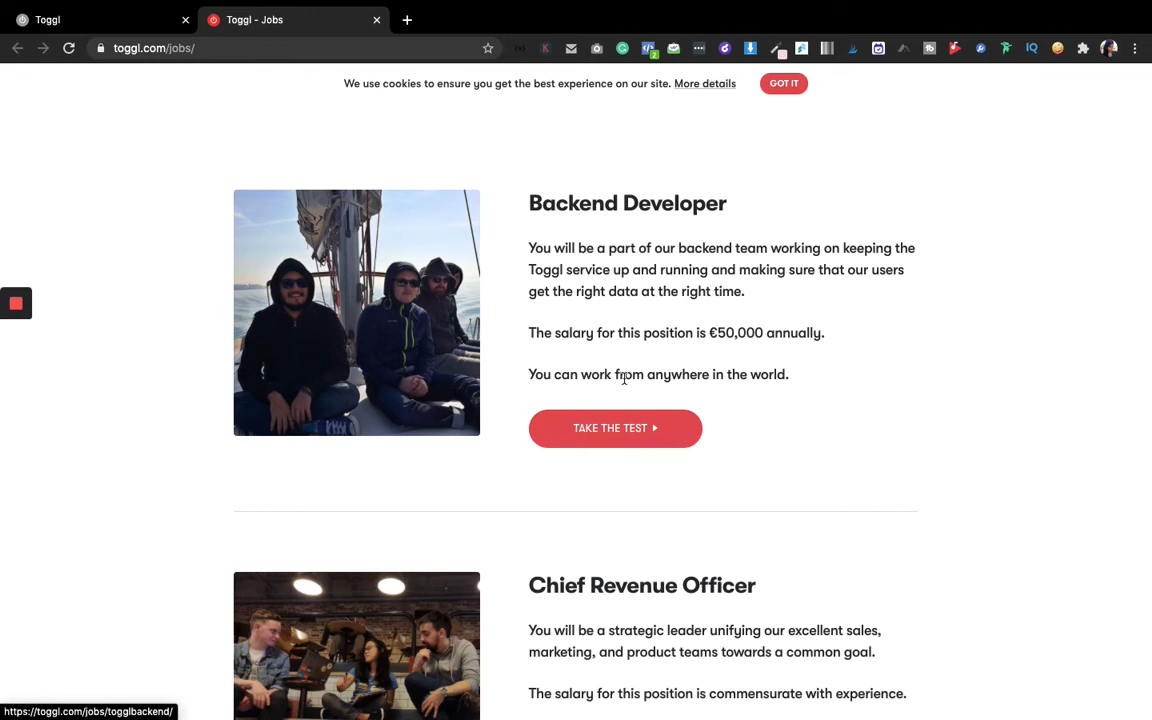 Toggl
Toggl - Jobs
toggl.com/jobs/
We use cookies to ensure you get the best experience on our site. More details
GOT IT
Backend Developer
You will be a part of our backend team working on keeping the
Toggl service up and running and making sure that our users
get the right data at the right time.
The salary for this position is €50,000 annually.
You can work from anywhere in the world.
TAKE THE TEST
Chief Revenue Officer
You will be a strategic leader unifying our excellent sales,
marketing, and product teams towards a common goal.
The salary for this position is commensurate with experience.
https://toggl.com/jobs/togglbackend/